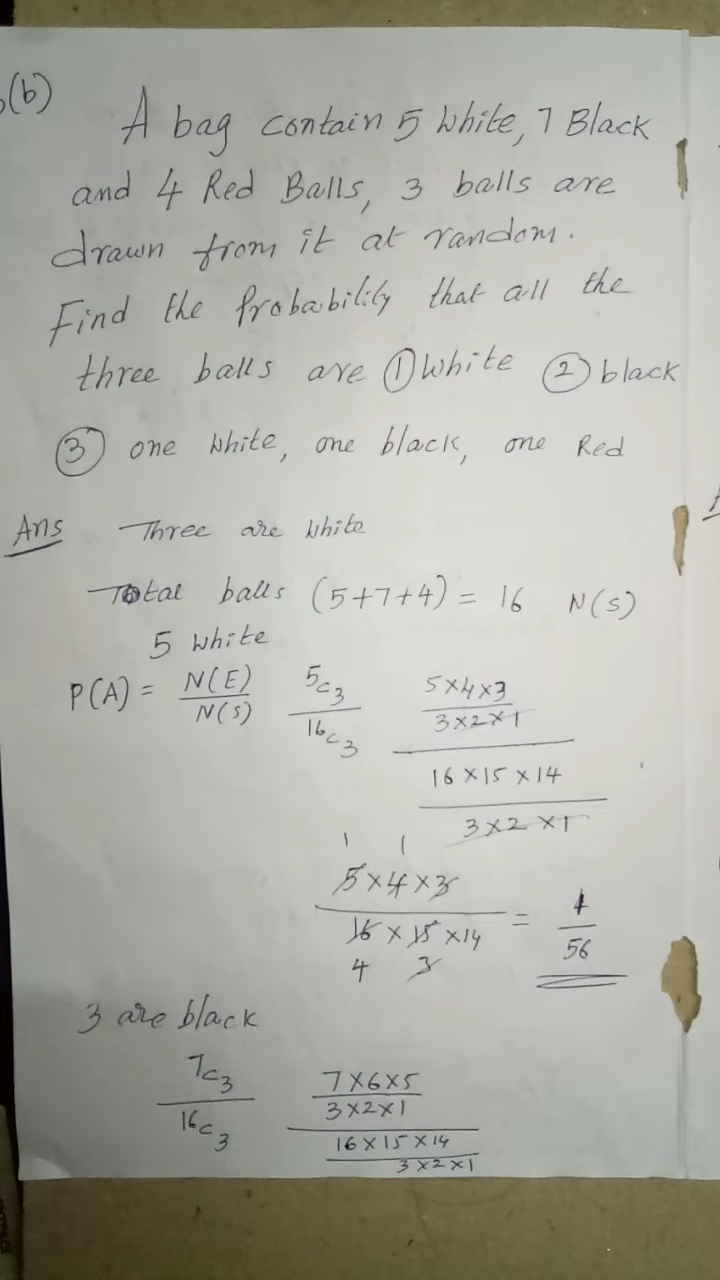 (b)
A bag contain 5 White, 7 Black
and 4 Red Balls, 3 balls are
drawn from it at random.
Find the Probability that all the
three balls are ① White ② black
③ one White, one black, one Red
Ans Three are White
Total balls (5+7+4) = 16 N(S)
5 White
P(A) = N(E)/N(S) 5C3/16C3 5×4×3/3×2×1
16×15×14/3×2×1
1 1
5×4×3/16×15×14 = 1/56
4 3
3 are black
7C3/16C3 7×6×5/3×2×1
16×15×14/3×2×1